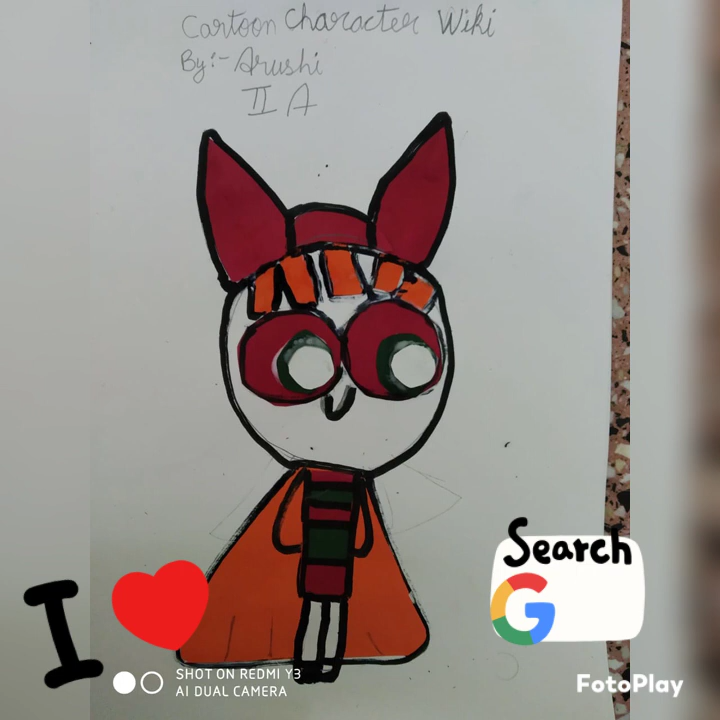 Cartoon Character Wiki
By:- Arushi
II A
Search
G
I
SHOT ON REDMI Y3
AI DUAL CAMERA
FotoPlay